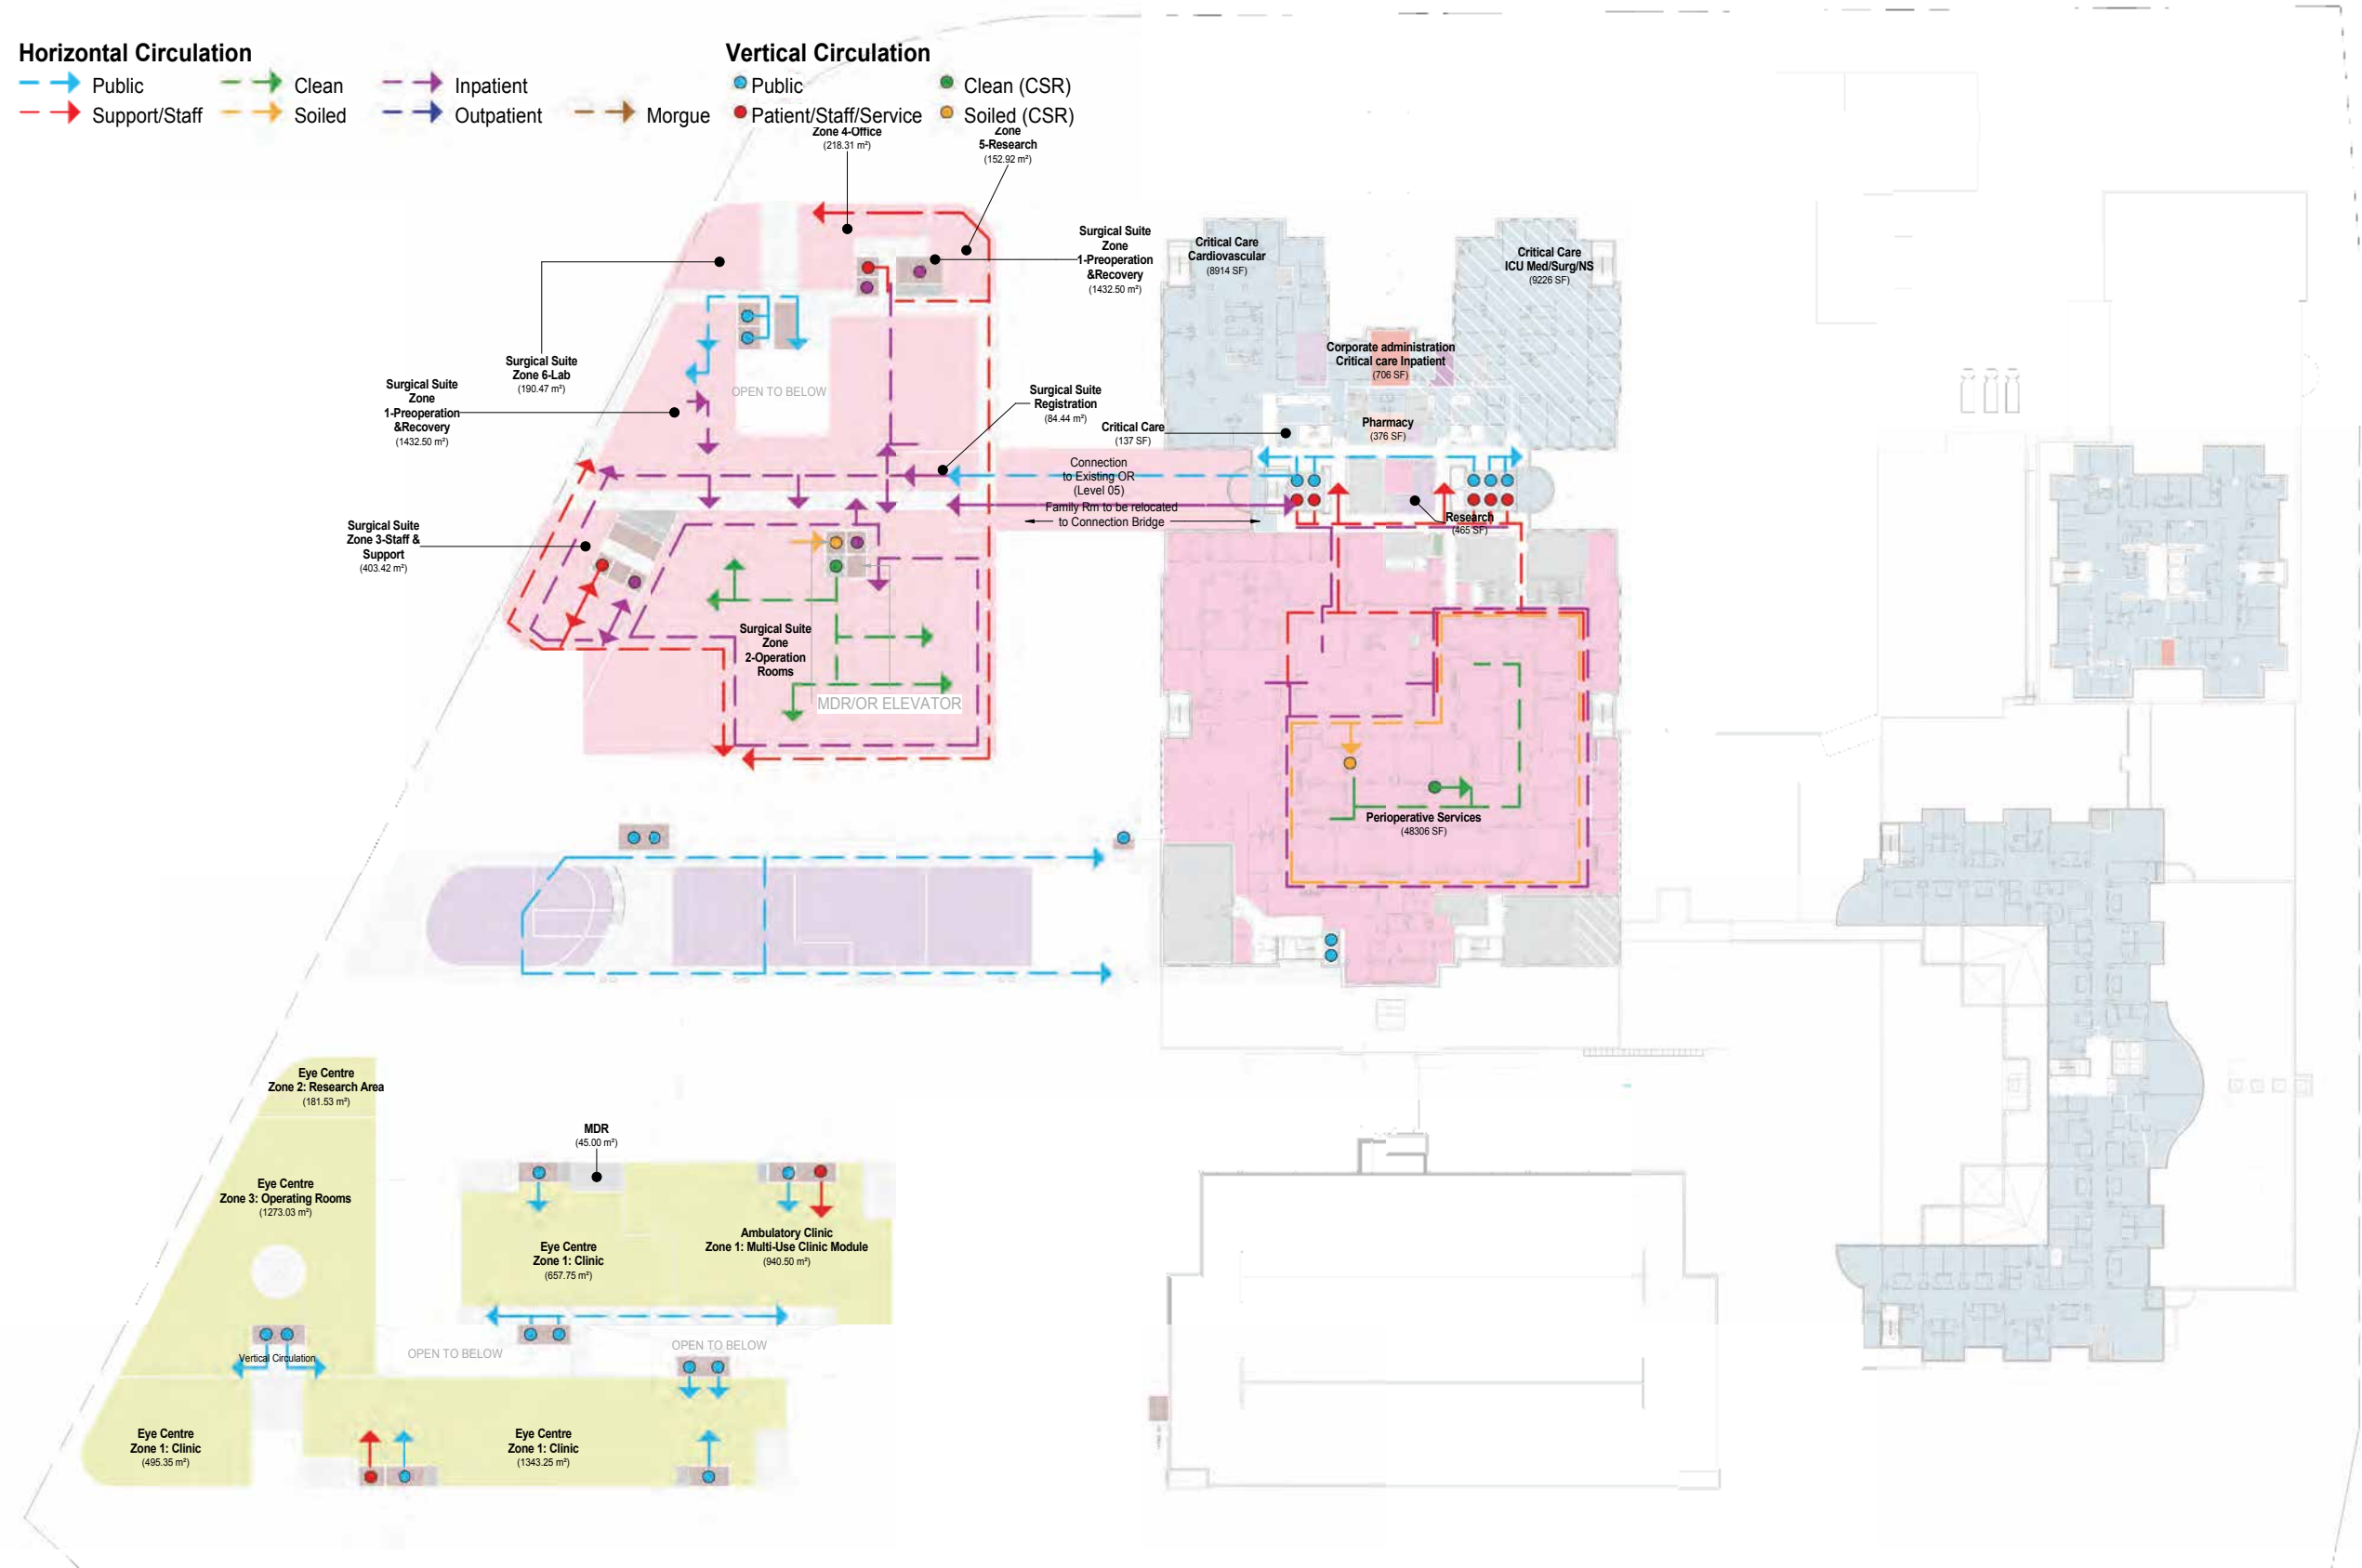 Horizontal Circulation
Public
Clean
Inpatient
Support/Staff
Soiled
Outpatient
Morgue
Vertical Circulation
Public
Clean (CSR)
Patient/Staff/Service
Soiled (CSR)
Zone 4-Office
(218.31 m²)
Zone
5-Research
(152.92 m²)
Surgical Suite
Zone
1-Preoperation
&Recovery
(1432.50 m²)
Critical Care
Cardiovascular
(8914 SF)
Critical Care
ICU Med/Surg/NS
(9226 SF)
Corporate administration
Critical care Inpatient
(706 SF)
Surgical Suite
Zone 6-Lab
(190.47 m²)
OPEN TO BELOW
Surgical Suite
Zone
1-Preoperation
&Recovery
(1432.50 m²)
Surgical Suite
Registration
(84.44 m²)
Critical Care
(137 SF)
Pharmacy
(376 SF)
Connection
to Existing OR
(Level 05)
Family Rm to be relocated
to Connection Bridge
Research
(465 SF)
Surgical Suite
Zone 3-Staff &
Support
(403.42 m²)
Surgical Suite
Zone
2-Operation
Rooms
MDR/OR ELEVATOR
Perioperative Services
(48306 SF)
Eye Centre
Zone 2: Research Area
(181.53 m²)
MDR
(45.00 m²)
Eye Centre
Zone 3: Operating Rooms
(1273.03 m²)
Eye Centre
Zone 1: Clinic
(657.75 m²)
Ambulatory Clinic
Zone 1: Multi-Use Clinic Module
(940.50 m²)
Vertical Circulation
OPEN TO BELOW
OPEN TO BELOW
Eye Centre
Zone 1: Clinic
(495.35 m²)
Eye Centre
Zone 1: Clinic
(1343.25 m²)